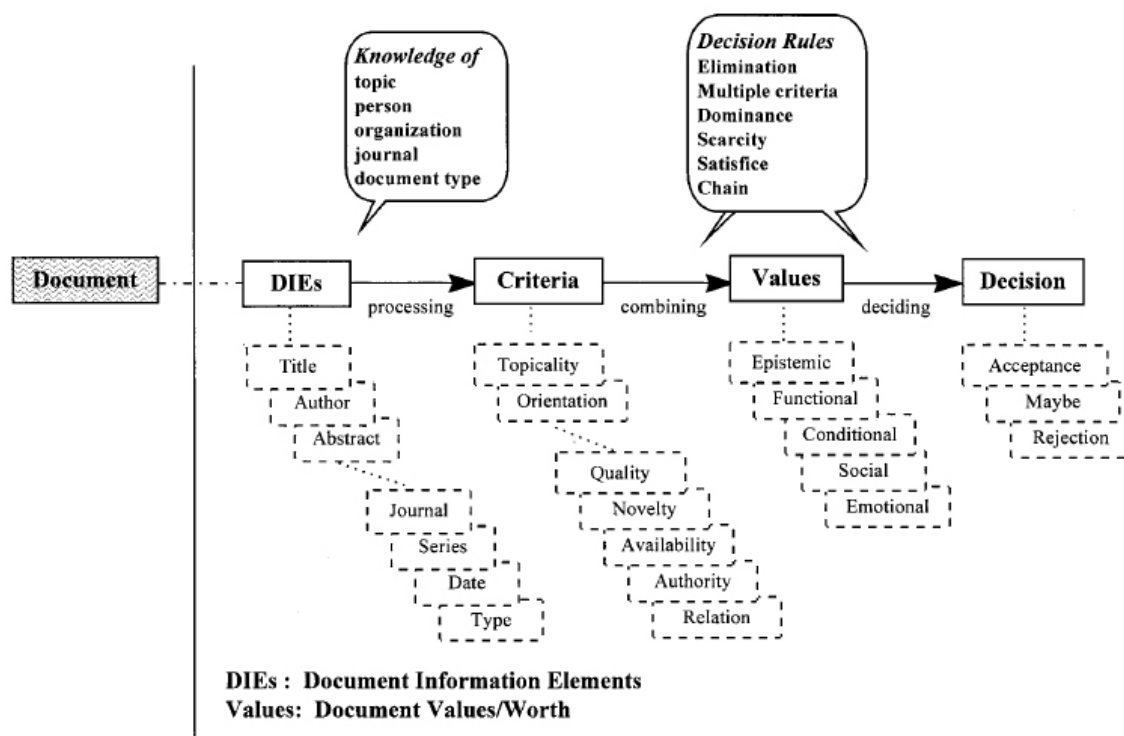 Knowledge of
topic
person
organization
journal
document type
Decision Rules
Elimination
Multiple criteria
Dominance
Scarcity
Satisfice
Chain
Document
DIEs
processing
Criteria
combining
Values
deciding
Decision
Title
Author
Abstract
Journal
Series
Date
Type
Topicality
Orientation
Quality
Novelty
Availability
Authority
Relation
Epistemic
Functional
Conditional
Social
Emotional
Acceptance
Maybe
Rejection
DIEs : Document Information Elements
Values: Document Values/Worth